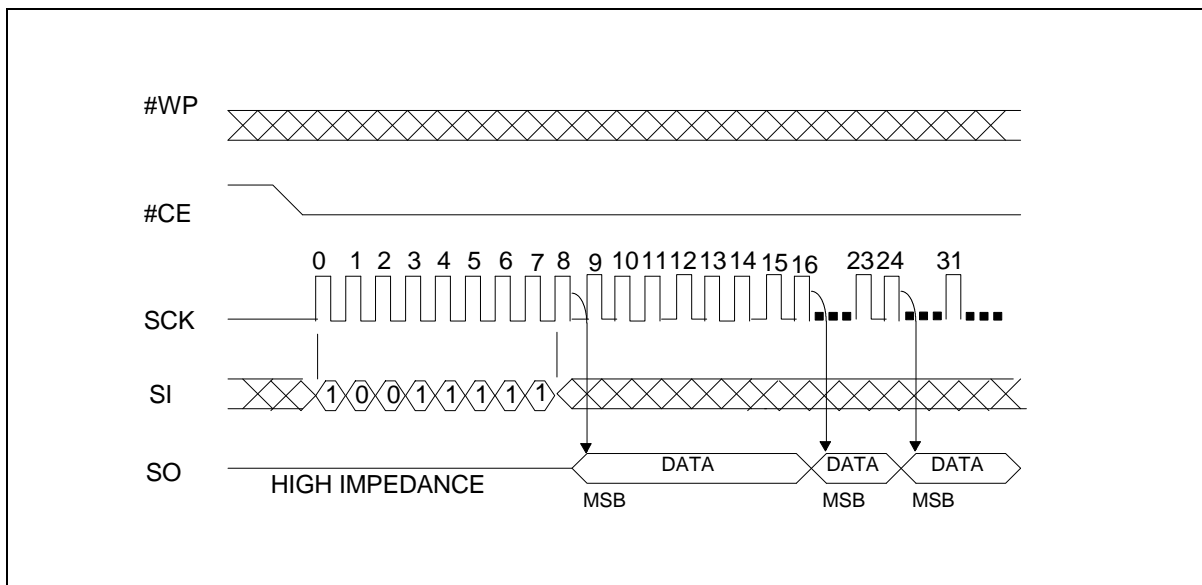 #WP
#CE
0 1 2 3 4 5 6 7 8 9 10 11 12 13 14 15 16 23 24 31
SCK
SI 1 0 0 1 1 1 1 1
SO HIGH IMPEDANCE DATA DATA DATA
MSB MSB MSB